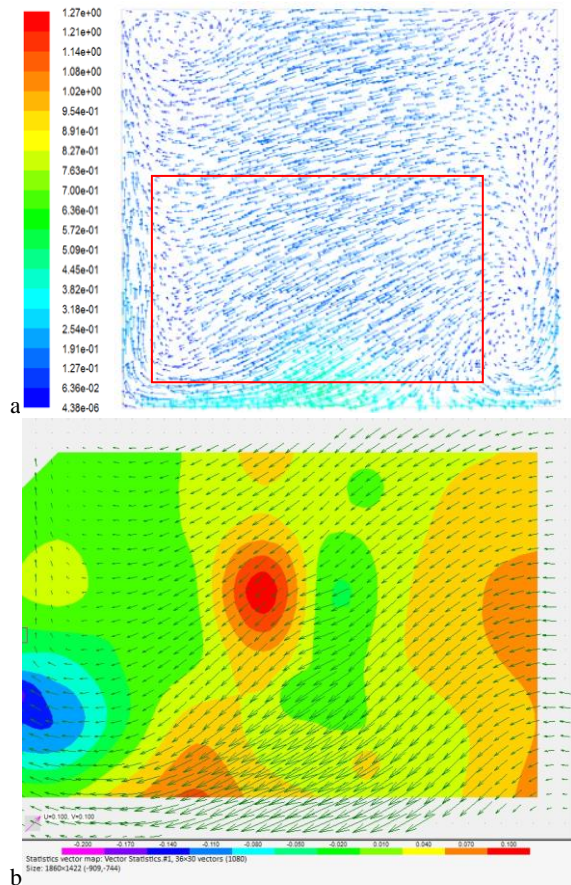 1.27e+00
1.21e+00
1.14e+00
1.08e+00
1.02e+00
9.54e-01
8.91e-01
8.27e-01
7.63e-01
7.00e-01
6.36e-01
5.72e-01
5.09e-01
4.45e-01
3.82e-01
3.18e-01
2.54e-01
1.91e-01
1.27e-01
6.36e-02
4.38e-06
a
U=0.100, V=0.100
-0.200 -0.170 -0.140 -0.110 -0.080 -0.050 -0.020 0.010 0.040 0.070 0.100
Statistics vector map: Vector Statistics.#1, 36×30 vectors (1080)
Size: 1860×1422 (-909,-744)
b